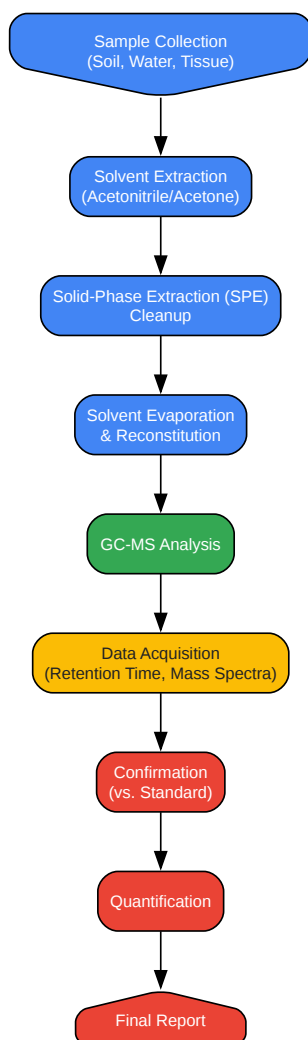 Sample Collection
(Soil, Water, Tissue)
Solvent Extraction
(Acetonitrile/Acetone)
Solid-Phase Extraction (SPE)
Cleanup
Solvent Evaporation
& Reconstitution
GC-MS Analysis
Data Acquisition
(Retention Time, Mass Spectra)
Confirmation
(vs. Standard)
Quantification
Final Report